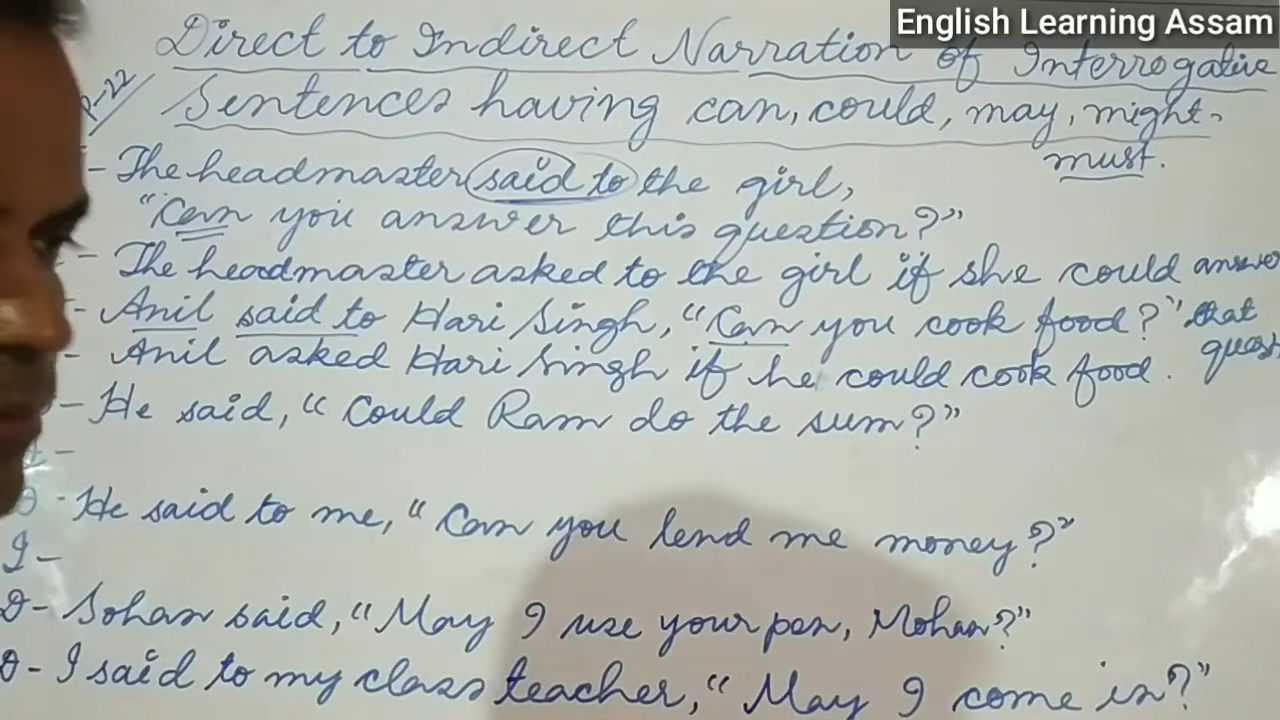 English Learning Assam
Direct to Indirect Narration of Interrogative
P-22
Sentences having can, could, may, might,
must.
- The headmaster said to the girl,
"Can you answer this question?"
- The headmaster asked to the girl if she could answer
that
- Anil said to Hari Singh, "Can you cook food?"
- Anil asked Hari Singh if he could cook food.
- He said, "Could Ram do the sum?"
I -
D - He said to me, "Can you lend me money?"
I -
D - Sohan said, "May I use your pen, Mohan?"
D - I said to my class teacher, "May I come in?"